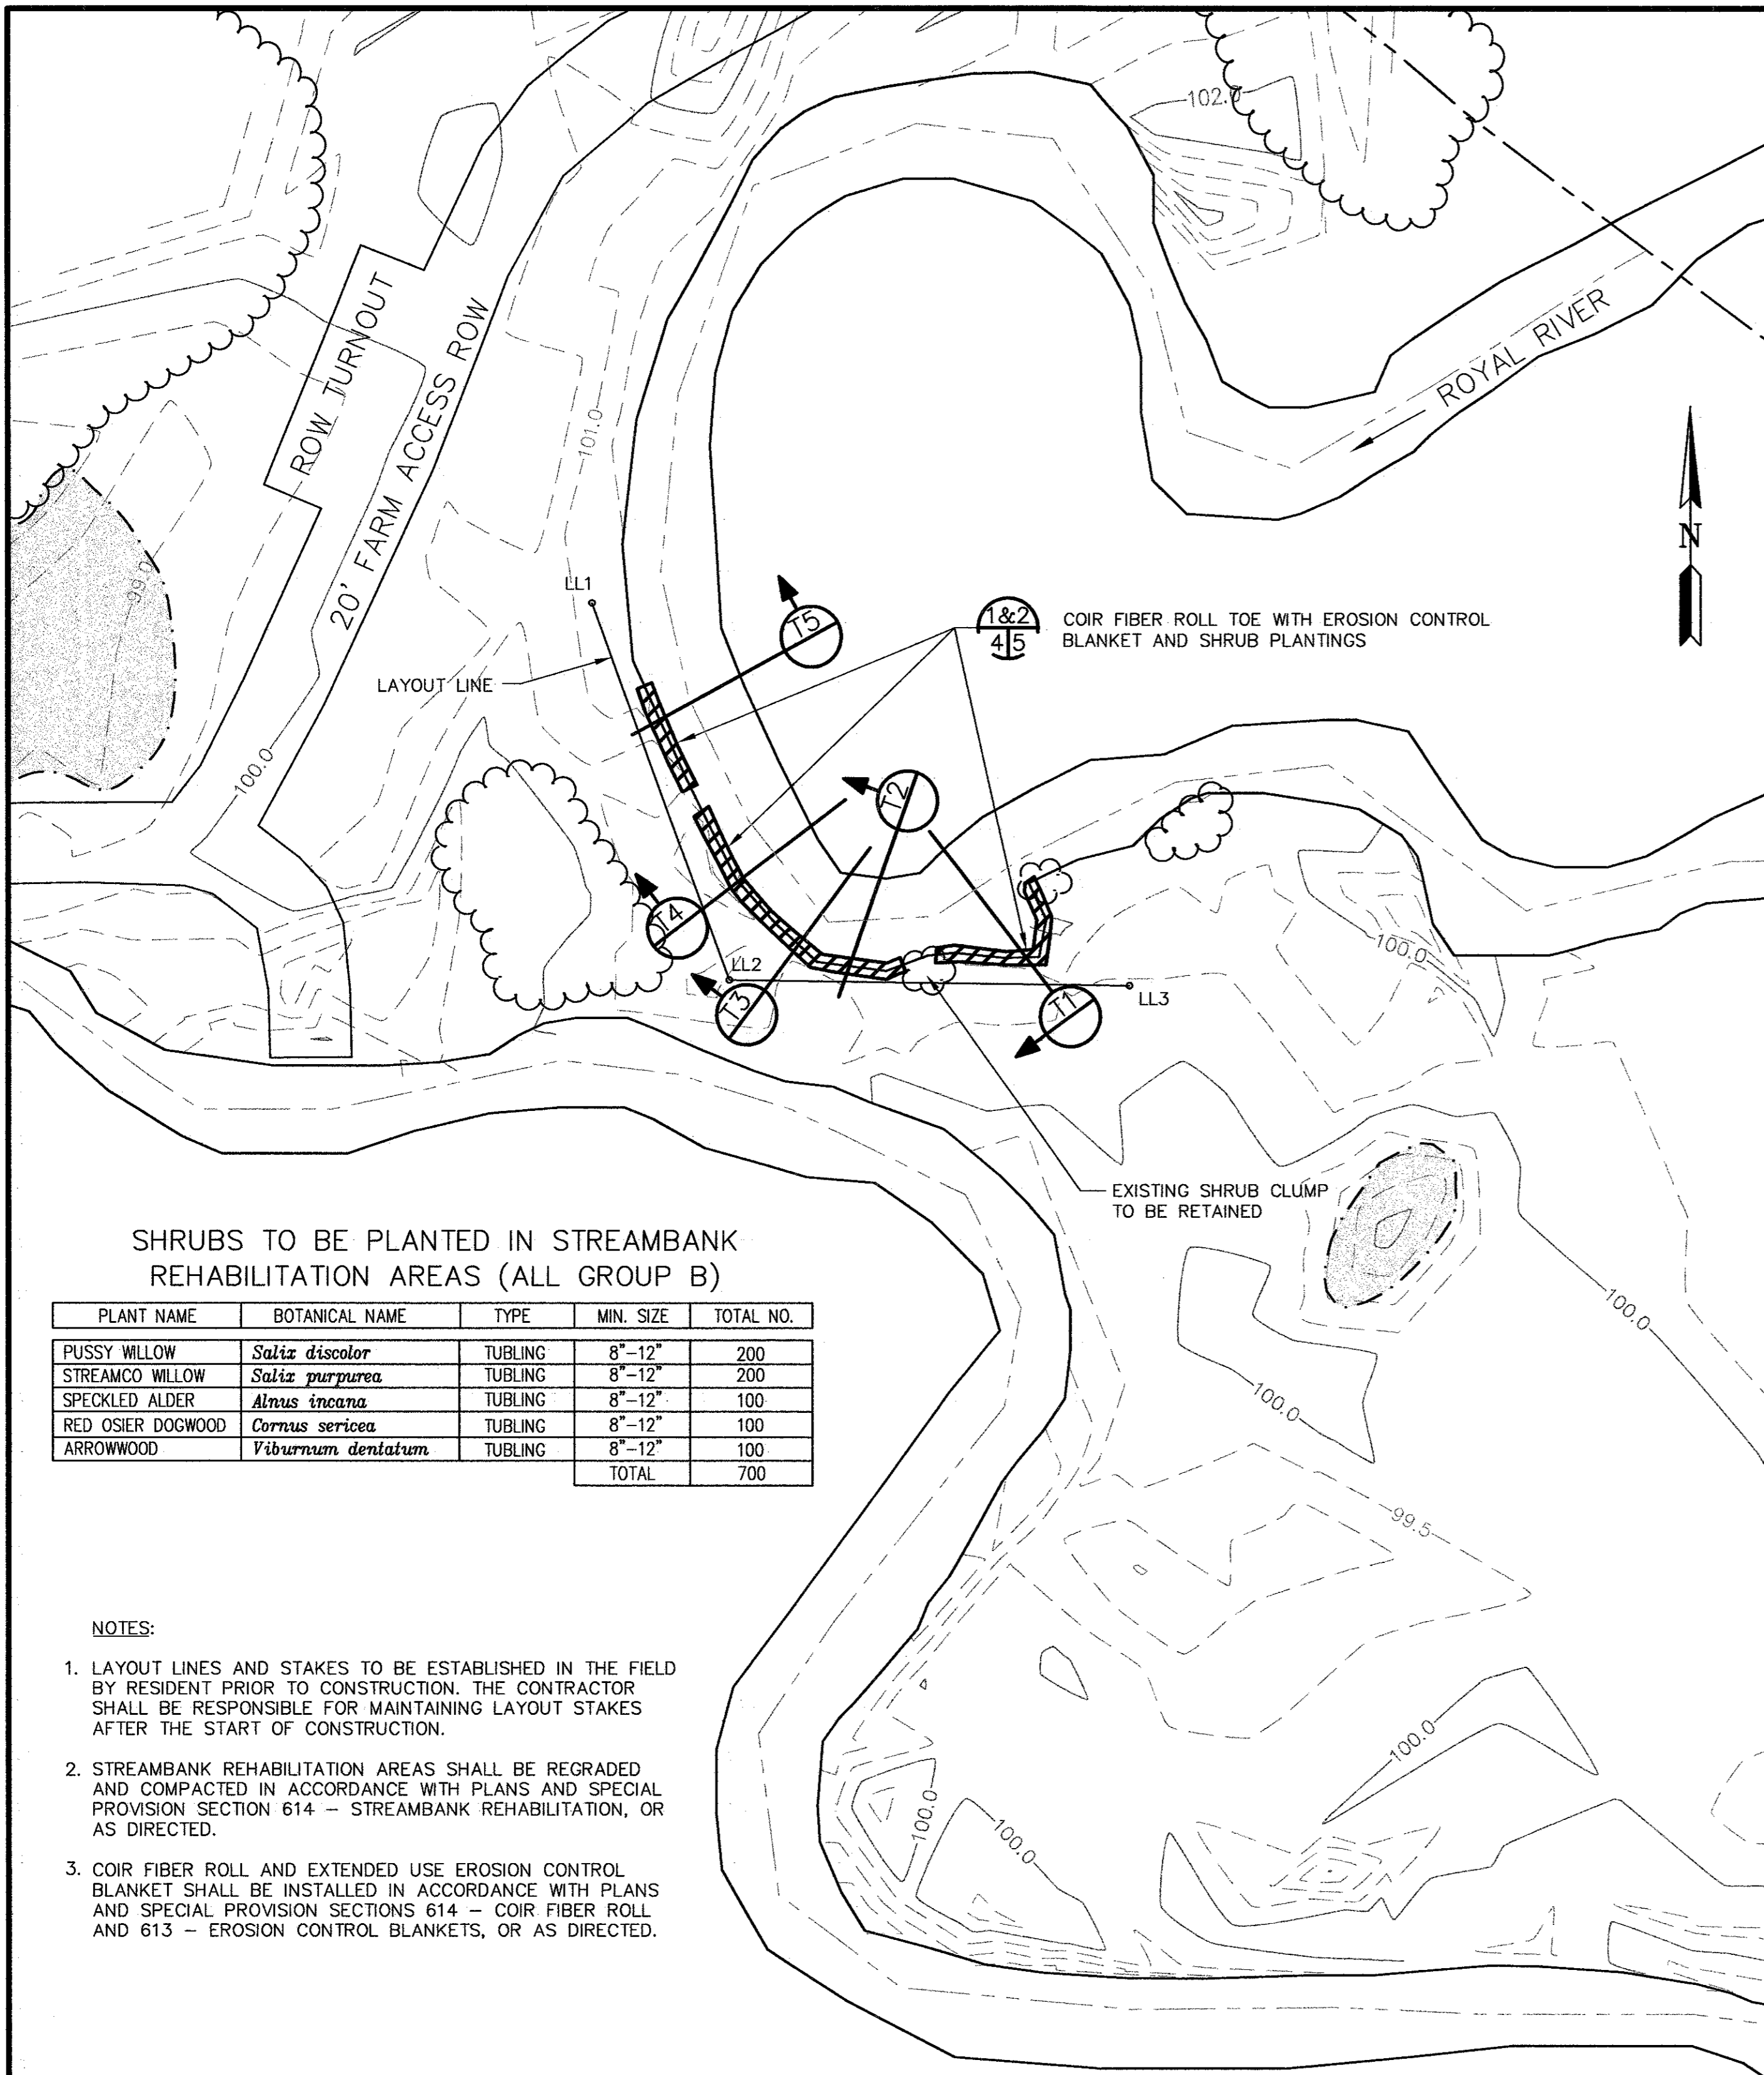 102.0
ROW TURNOUT
20' FARM ACCESS ROW
101.0
ROYAL RIVER
N
99.0
LL1
T5
1&2
4 5
COIR FIBER ROLL TOE WITH EROSION CONTROL
BLANKET AND SHRUB PLANTINGS
LAYOUT LINE
100.0
T2
T4
100.0
LL2
T3
T1
LL3
EXISTING SHRUB CLUMP
TO BE RETAINED
100.0
100.0
99.5
100.0
100.0
100.0
SHRUBS TO BE PLANTED IN STREAMBANK
REHABILITATION AREAS (ALL GROUP B)
PLANT NAME BOTANICAL NAME TYPE MIN. SIZE TOTAL NO.
PUSSY WILLOW Salix discolor TUBLING 8"-12" 200
STREAMCO WILLOW Salix purpurea TUBLING 8"-12" 200
SPECKLED ALDER Alnus incana TUBLING 8"-12" 100
RED OSIER DOGWOOD Cornus sericea TUBLING 8"-12" 100
ARROWWOOD Viburnum dentatum TUBLING 8"-12" 100
TOTAL 700
NOTES:
1. LAYOUT LINES AND STAKES TO BE ESTABLISHED IN THE FIELD
BY RESIDENT PRIOR TO CONSTRUCTION. THE CONTRACTOR
SHALL BE RESPONSIBLE FOR MAINTAINING LAYOUT STAKES
AFTER THE START OF CONSTRUCTION.
2. STREAMBANK REHABILITATION AREAS SHALL BE REGRADED
AND COMPACTED IN ACCORDANCE WITH PLANS AND SPECIAL
PROVISION SECTION 614 – STREAMBANK REHABILITATION, OR
AS DIRECTED.
3. COIR FIBER ROLL AND EXTENDED USE EROSION CONTROL
BLANKET SHALL BE INSTALLED IN ACCORDANCE WITH PLANS
AND SPECIAL PROVISION SECTIONS 614 – COIR FIBER ROLL
AND 613 – EROSION CONTROL BLANKETS, OR AS DIRECTED.